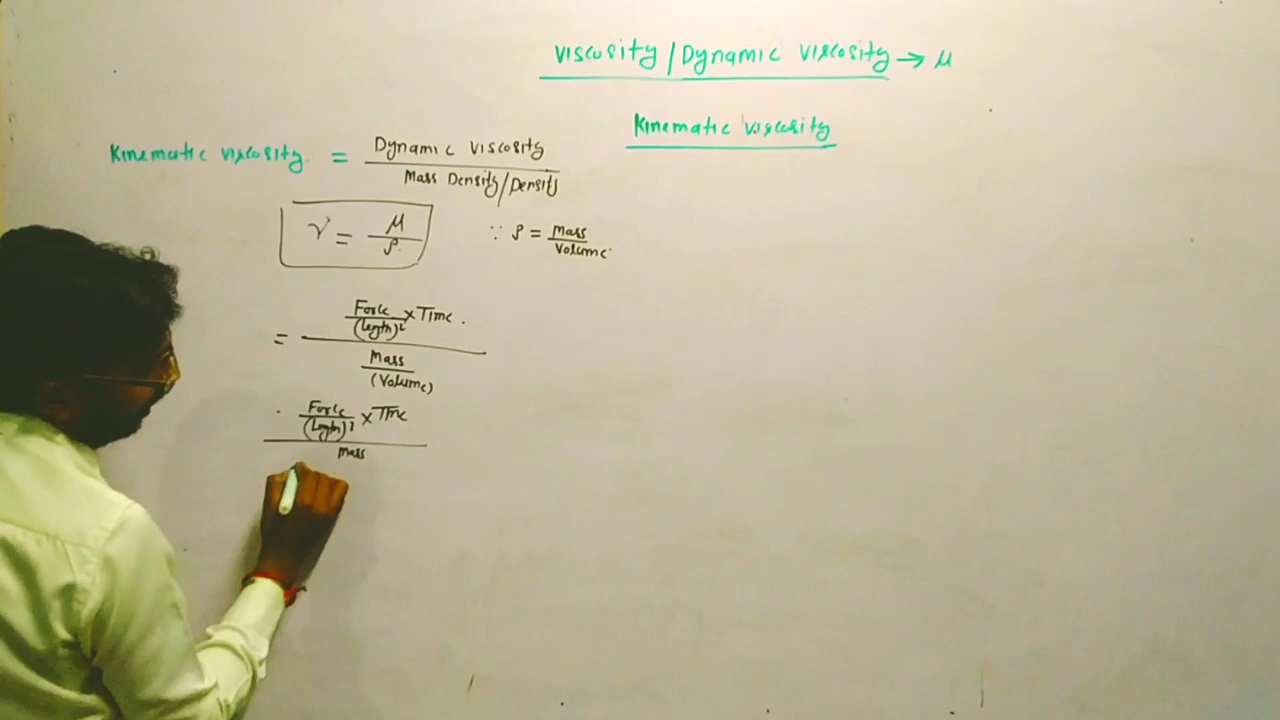 Viscosity/Dynamic viscosity → μ
Kinematic viscosity
Kinematic viscosity. = Dynamic viscosity / Mass Density/Density
ν = μ / ρ. ∵ ρ = Mass / Volume.
= Force / (Length)² × Time. / Mass / (Volume)
Force / (Length)² × Time / Mass